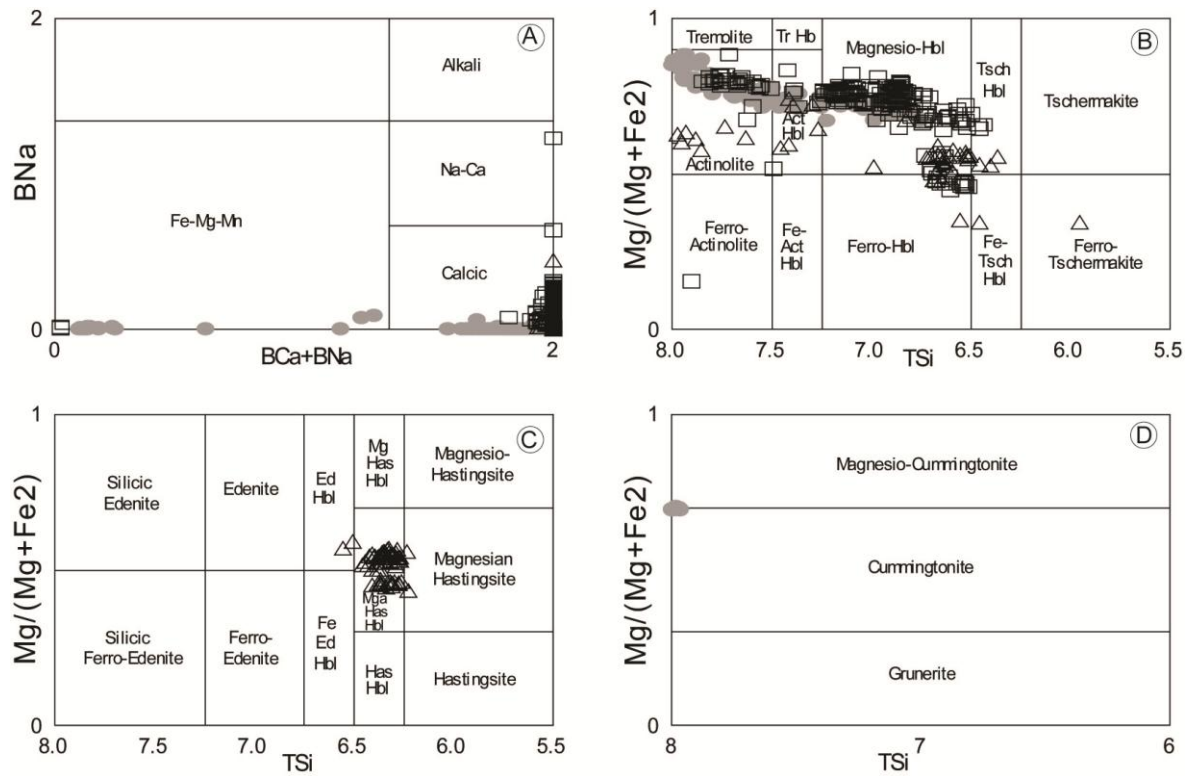 2
A
Alkali
BNa
Na-Ca
Fe-Mg-Mn
Calcic
0
0
BCa+BNa
2
1
B
Tremolite
Tr Hb
Magnesio-Hbl
Tsch
Hbl
Tschermakite
Act
Hbl
Actinolite
Mg/(Mg+Fe2)
Ferro-
Actinolite
Fe-
Act
Hbl
Ferro-Hbl
Fe-
Tsch
Hbl
Ferro-
Tschermakite
0
8.0
7.5
7.0
TSi
6.5
6.0
5.5
1
C
Silicic
Edenite
Edenite
Ed
Hbl
Mg
Has
Hbl
Magnesio-
Hastingsite
Magnesian
Hastingsite
Mg/(Mg+Fe2)
Mga
Has
Hbl
Silicic
Ferro-Edenite
Ferro-
Edenite
Fe
Ed
Hbl
Has
Hbl
Hastingsite
0
8.0
7.5
7.0
TSi
6.5
6.0
5.5
1
D
Magnesio-Cummingtonite
Mg/(Mg+Fe2)
Cummingtonite
Grunerite
0
8
TSi
7
6